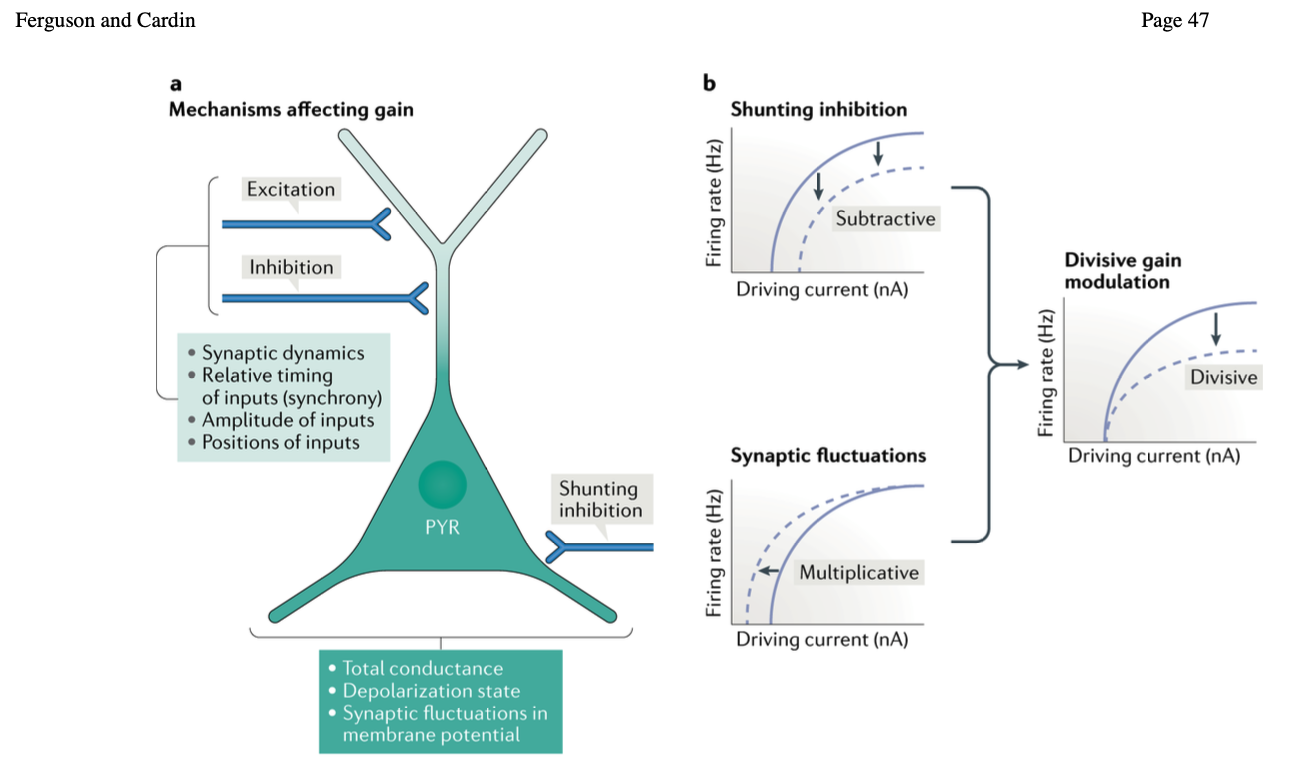 Ferguson and Cardin
Page 47
a
Mechanisms affecting gain
Excitation
Inhibition
• Synaptic dynamics
• Relative timing
of inputs (synchrony)
• Amplitude of inputs
• Positions of inputs
PYR
Shunting
inhibition
• Total conductance
• Depolarization state
• Synaptic fluctuations in
membrane potential
b
Shunting inhibition
Firing rate (Hz)
Subtractive
Driving current (nA)
Synaptic fluctuations
Firing rate (Hz)
Multiplicative
Driving current (nA)
Divisive gain
modulation
Firing rate (Hz)
Divisive
Driving current (nA)